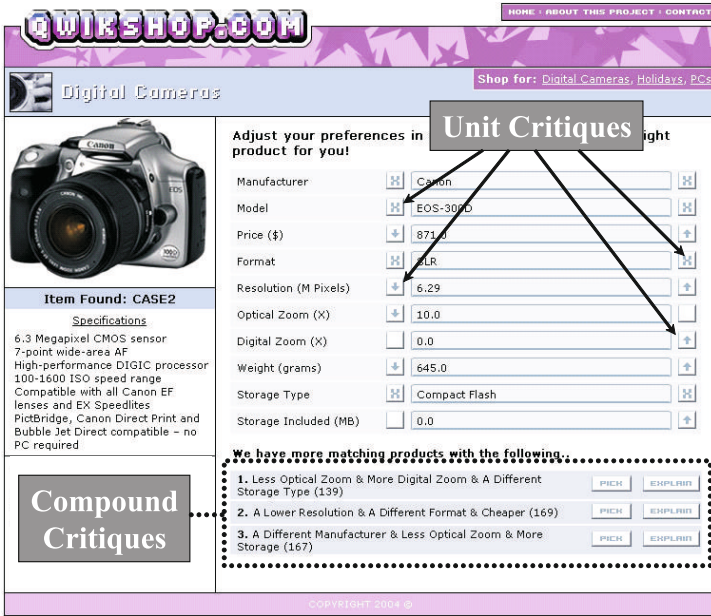 HOME : ABOUT THIS PROJECT : CONTACT
QWIKSHOP.COM
Shop for: Digital Cameras, Holidays, PCs
Digital Cameras
Unit Critiques
Adjust your preferences in ight
product for you!
Canon
EOS
300D
Manufacturer Canon
Model EOS-300D
Price ($) 871.0
Format SLR
Resolution (M Pixels) 6.29
Optical Zoom (X) 10.0
Digital Zoom (X) 0.0
Weight (grams) 645.0
Storage Type Compact Flash
Storage Included (MB) 0.0
Item Found: CASE2
Specifications
6.3 Megapixel CMOS sensor
7-point wide-area AF
High-performance DIGIC processor
100-1600 ISO speed range
Compatible with all Canon EF
lenses and EX Speedlites
PictBridge, Canon Direct Print and
Bubble Jet Direct compatible – no
PC required
We have more matching products with the following..
1. Less Optical Zoom & More Digital Zoom & A Different
Storage Type (139)
PICK EXPLAIN
2. A Lower Resolution & A Different Format & Cheaper (169)
PICK EXPLAIN
3. A Different Manufacturer & Less Optical Zoom & More
Storage (167)
PICK EXPLAIN
Compound
Critiques
COPYRIGHT 2004 ©